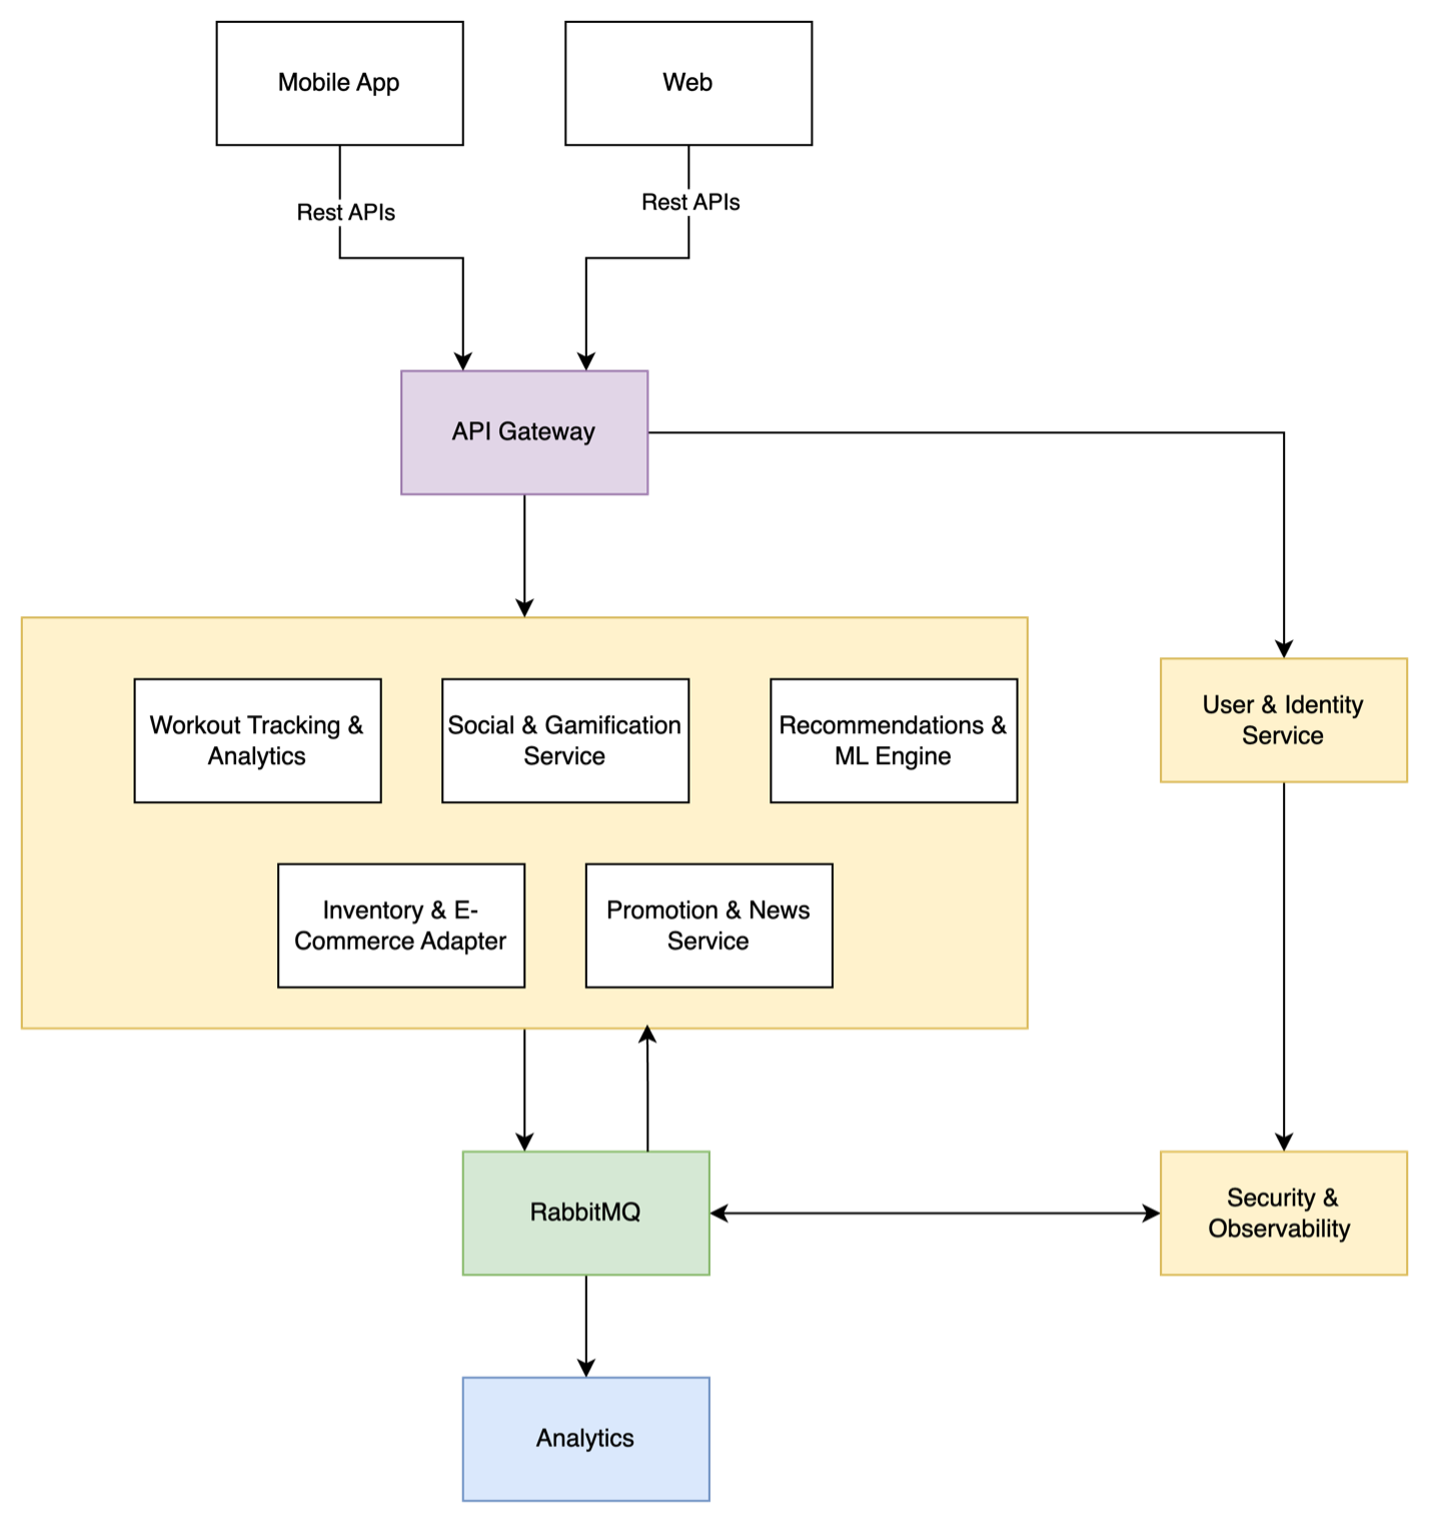 Mobile App
Web
Rest APIs
Rest APIs
API Gateway
Workout Tracking &
Analytics
Social & Gamification
Service
Recommendations &
ML Engine
User & Identity
Service
Inventory & E-
Commerce Adapter
Promotion & News
Service
RabbitMQ
Security &
Observability
Analytics